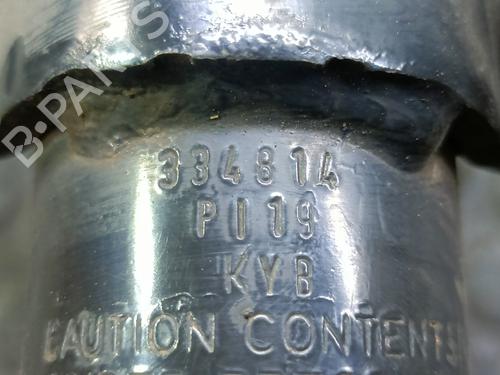 B-PARTS
334814
PI19
KYB
CAUTION CONTENTS